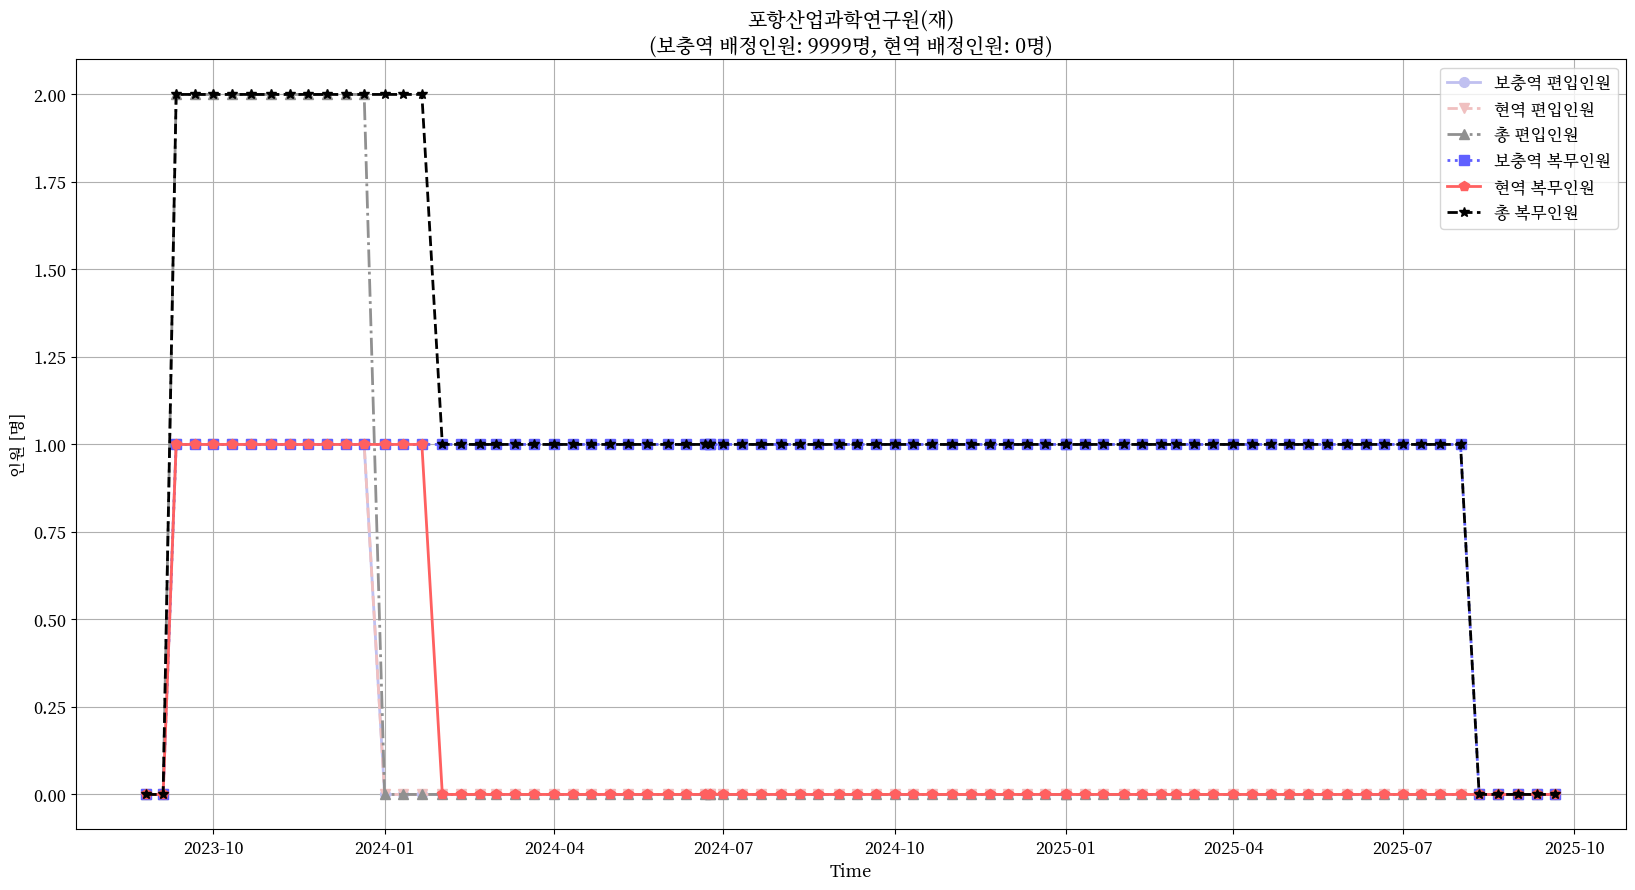 포항산업과학연구원(재)
(보충역 배정인원: 9999명, 현역 배정인원: 0명)
보충역 편입인원
현역 편입인원
총 편입인원
보충역 복무인원
현역 복무인원
총 복무인원
인원 [명]
2.00
1.75
1.50
1.25
1.00
0.75
0.50
0.25
0.00
2023-10
2024-01
2024-04
2024-07
2024-10
2025-01
2025-04
2025-07
2025-10
Time